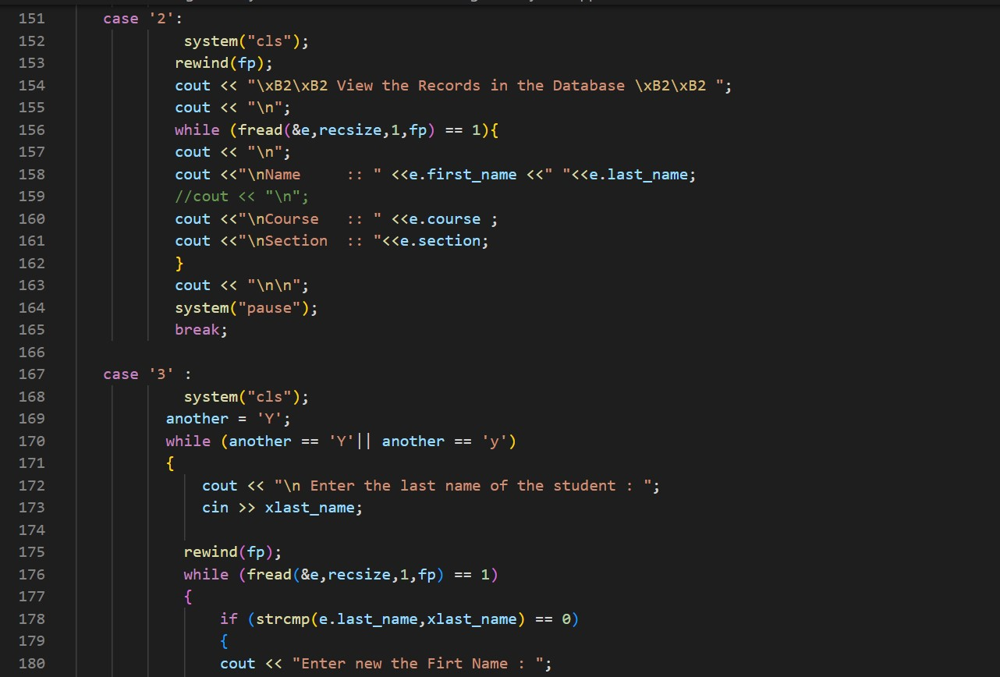 151 case '2':
152 system("cls");
153 rewind(fp);
154 cout << "\xB2\xB2 View the Records in the Database \xB2\xB2 ";
155 cout << "\n";
156 while (fread(&e,recsize,1,fp) == 1){
157 cout << "\n";
158 cout <<"\nName     :: " <<e.first_name <<" "<<e.last_name;
159 //cout << "\n";
160 cout <<"\nCourse   :: " <<e.course ;
161 cout <<"\nSection  :: "<<e.section;
162 }
163 cout << "\n\n";
164 system("pause");
165 break;
166
167 case '3' :
168 system("cls");
169 another = 'Y';
170 while (another == 'Y'|| another == 'y')
171 {
172 cout << "\n Enter the last name of the student : ";
173 cin >> xlast_name;
174
175 rewind(fp);
176 while (fread(&e,recsize,1,fp) == 1)
177 {
178 if (strcmp(e.last_name,xlast_name) == 0)
179 {
180 cout << "Enter new the Firt Name : ";